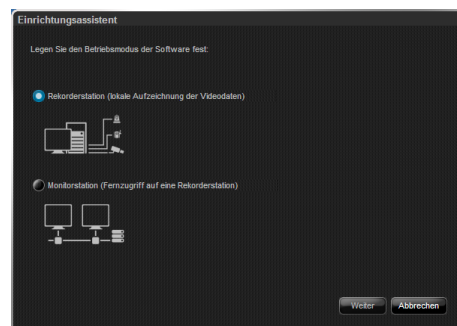 Einrichtungsassistent
Legen Sie den Betriebsmodus der Software fest:
Rekorderstation (lokale Aufzeichnung der Videodaten)
Monitorstation (Fernzugriff auf eine Rekorderstation)
Weiter Abbrechen